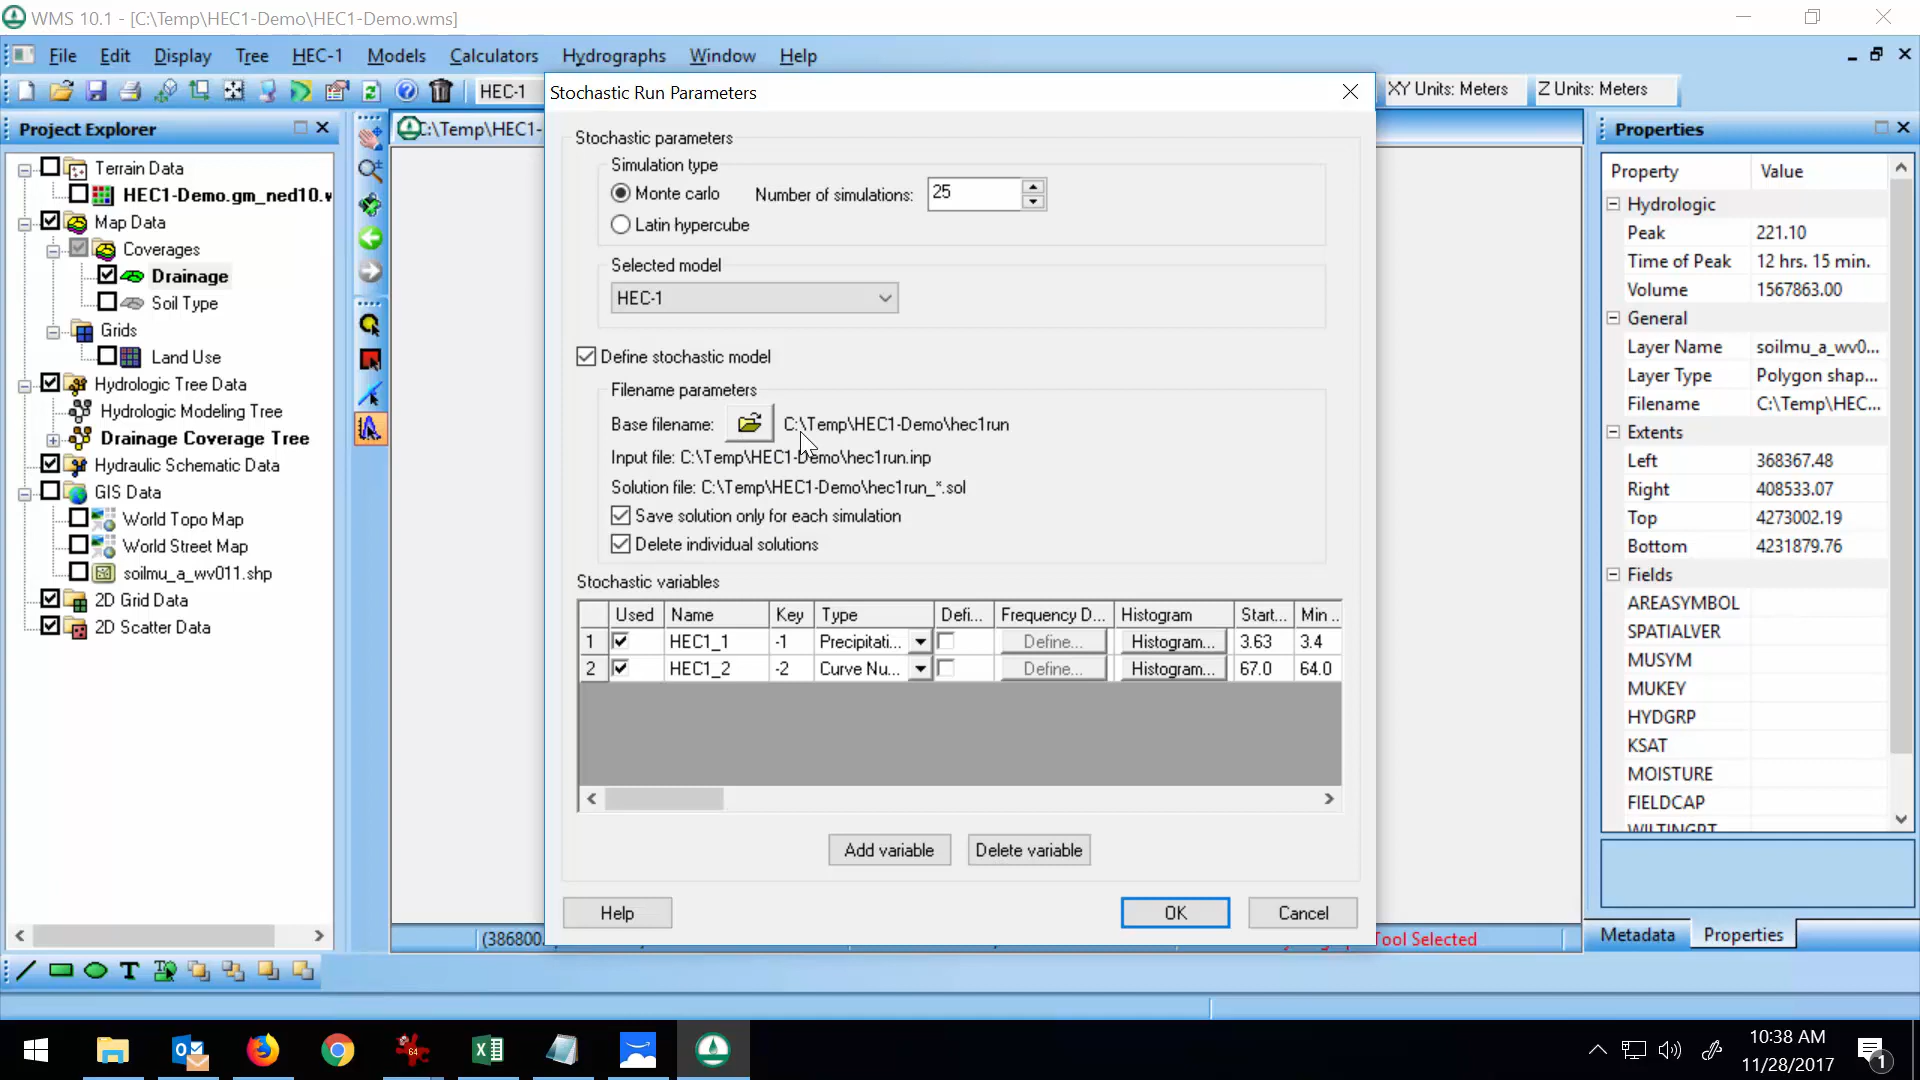 WMS 10.1 - [C:\Temp\HEC1-Demo\HEC1-Demo.wms]
File Edit Display Tree HEC-1 Models Calculators Hydrographs Window Help
HEC-1
XY Units: Meters
Z Units: Meters
Project Explorer
Terrain Data
HEC1-Demo.gm_ned10.
Map Data
Coverages
Drainage
Soil Type
Grids
Land Use
Hydrologic Tree Data
Hydrologic Modeling Tree
Drainage Coverage Tree
Hydraulic Schematic Data
GIS Data
World Topo Map
World Street Map
soilmu_a_wv011.shp
2D Grid Data
2D Scatter Data
C:\Temp\HEC1-
(386800.
Tool Selected
Stochastic Run Parameters
Stochastic parameters
Simulation type
Monte carlo Number of simulations: 25
Latin hypercube
Selected model
HEC-1
Define stochastic model
Filename parameters
Base filename: C:\Temp\HEC1-Demo\hec1run
Input file: C:\Temp\HEC1-Demo\hec1run.inp
Solution file: C:\Temp\HEC1-Demo\hec1run_*.sol
Save solution only for each simulation
Delete individual solutions
Stochastic variables
Used Name Key Type Defi... Frequency D... Histogram Start... Min ..
1 HEC1_1 -1 Precipitati... Define... Histogram... 3.63 3.4
2 HEC1_2 -2 Curve Nu... Define... Histogram... 67.0 64.0
Add variable Delete variable
Help OK Cancel
Properties
Property Value
Hydrologic
Peak 221.10
Time of Peak 12 hrs. 15 min.
Volume 1567863.00
General
Layer Name soilmu_a_wv0...
Layer Type Polygon shap...
Filename C:\Temp\HEC...
Extents
Left 368367.48
Right 408533.07
Top 4273002.19
Bottom 4231879.76
Fields
AREASYMBOL
SPATIALVER
MUSYM
MUKEY
HYDGRP
KSAT
MOISTURE
FIELDCAP
WILTINGPT
Metadata Properties
64
10:38 AM
11/28/2017
1